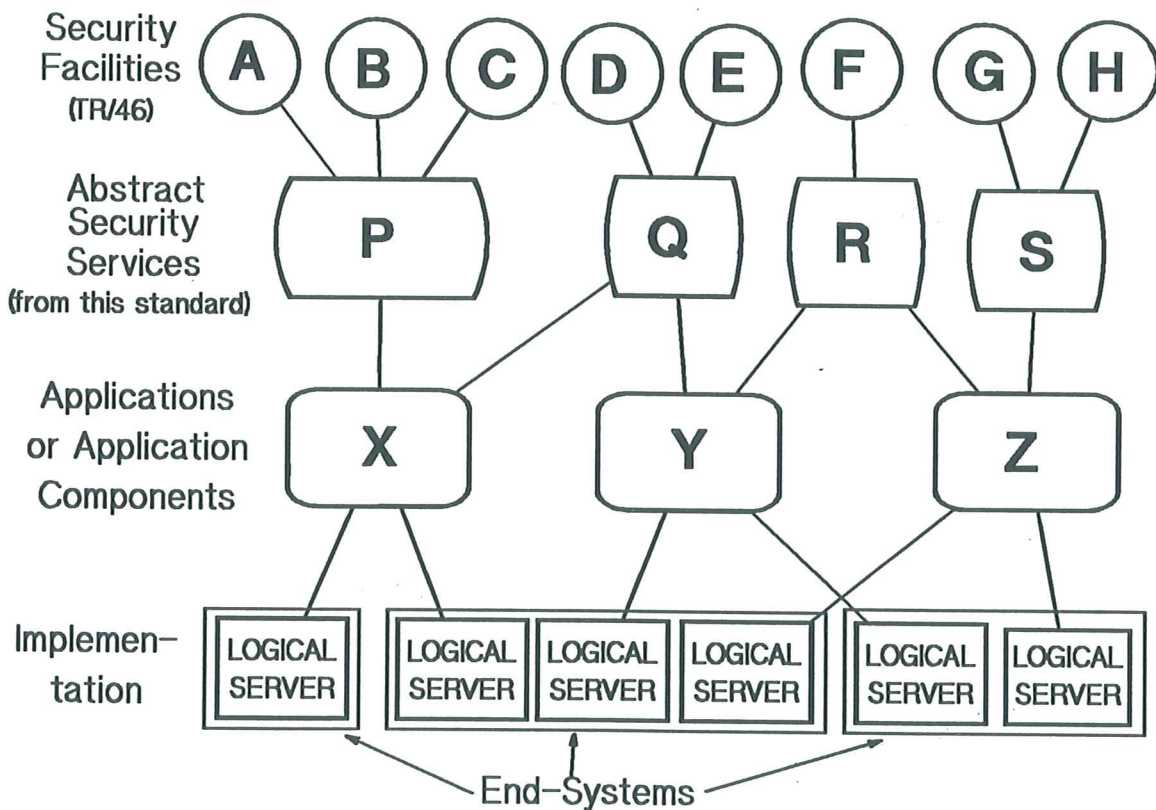 Security
Facilities
(TR/46)
A B C D E F G H
Abstract
Security
Services
(from this standard)
P Q R S
Applications
or Application
Components
X Y Z
Implemen-
tation
LOGICAL
SERVER
LOGICAL
SERVER
LOGICAL
SERVER
LOGICAL
SERVER
LOGICAL
SERVER
LOGICAL
SERVER
End-Systems